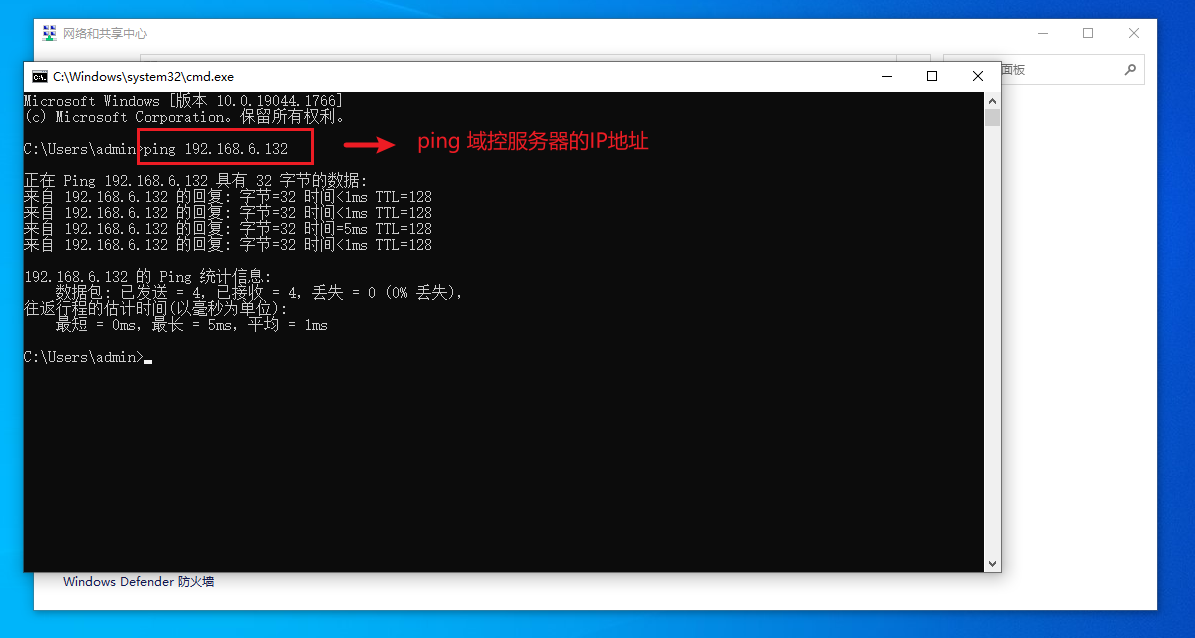 网络和共享中心
面板
C:\Windows\system32\cmd.exe
Microsoft Windows [版本 10.0.19044.1766]
(c) Microsoft Corporation。保留所有权利。
C:\Users\admin>ping 192.168.6.132
ping 域控服务器的IP地址
正在 Ping 192.168.6.132 具有 32 字节的数据:
来自 192.168.6.132 的回复: 字节=32 时间<1ms TTL=128
来自 192.168.6.132 的回复: 字节=32 时间<1ms TTL=128
来自 192.168.6.132 的回复: 字节=32 时间=5ms TTL=128
来自 192.168.6.132 的回复: 字节=32 时间<1ms TTL=128
192.168.6.132 的 Ping 统计信息:
数据包: 已发送 = 4，已接收 = 4，丢失 = 0 (0% 丢失)，
往返行程的估计时间(以毫秒为单位):
最短 = 0ms，最长 = 5ms，平均 = 1ms
C:\Users\admin>
Windows Defender 防火墙